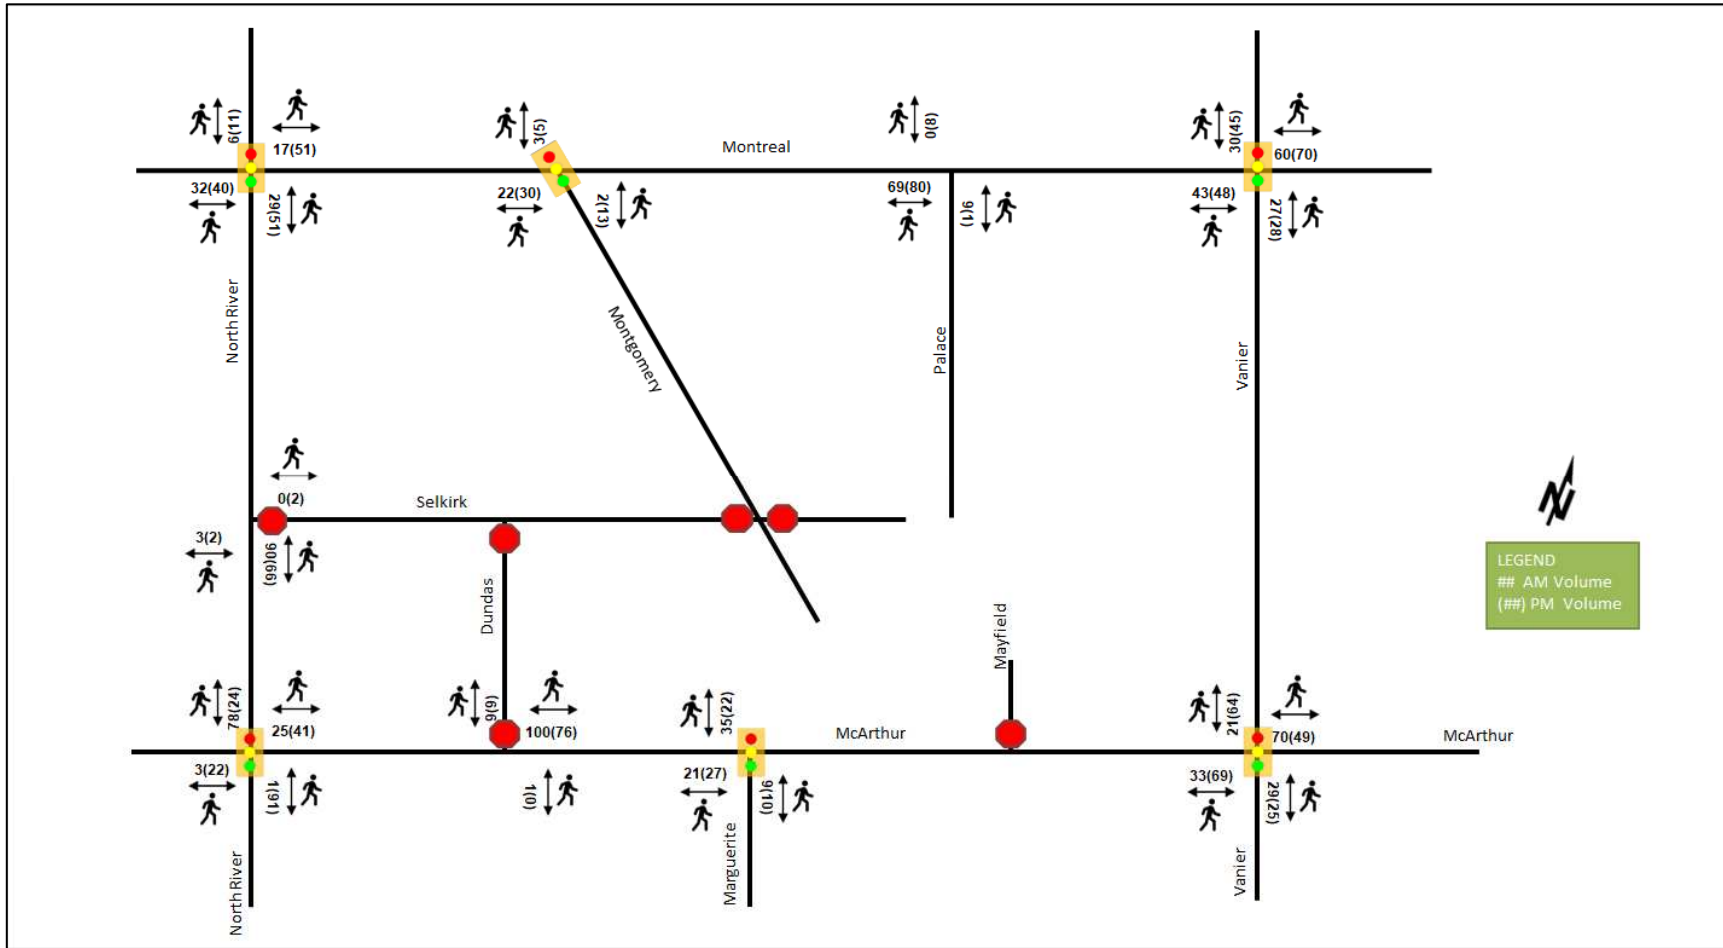 6(11)
17(51)
3(5)
0(8)
30(45)
60(70)
Montreal
32(40)
29(51)
22(30)
2(13)
69(80)
9(1)
43(48)
27(28)
North River
Montgomery
Palace
Vanier
0(2)
Selkirk
3(2)
90(66)
Dundas
Mayfield
LEGEND
## AM Volume
(##) PM Volume
78(24)
25(41)
9(9)
100(76)
35(22)
McArthur
21(64)
70(49)
McArthur
3(22)
1(91)
1(0)
21(27)
9(10)
33(69)
29(25)
North River
Marguerite
Vanier
N